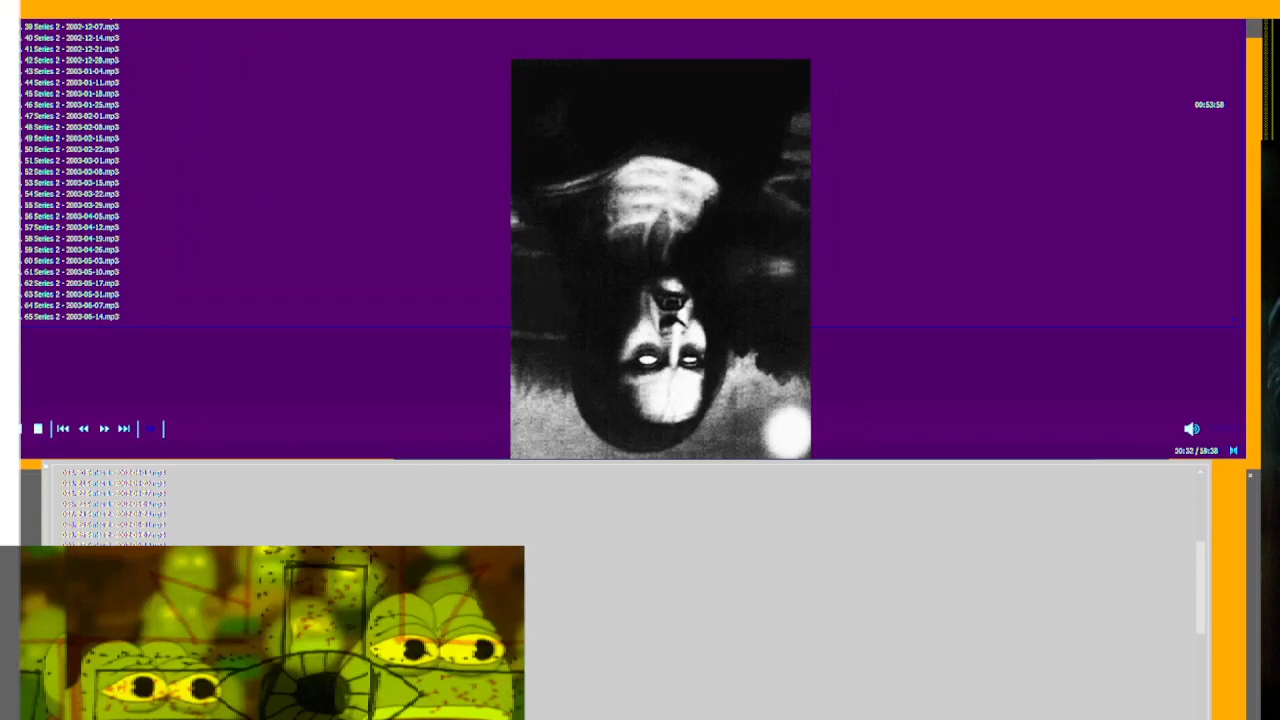 39 Series 2 - 2002-12-07.mp3
40 Series 2 - 2002-12-14.mp3
41 Series 2 - 2002-12-21.mp3
42 Series 2 - 2002-12-28.mp3
43 Series 2 - 2003-01-04.mp3
44 Series 2 - 2003-01-11.mp3
45 Series 2 - 2003-01-18.mp3
46 Series 2 - 2003-01-25.mp3
47 Series 2 - 2003-02-01.mp3
48 Series 2 - 2003-02-08.mp3
49 Series 2 - 2003-02-15.mp3
50 Series 2 - 2003-02-22.mp3
51 Series 2 - 2003-03-01.mp3
52 Series 2 - 2003-03-08.mp3
53 Series 2 - 2003-03-15.mp3
54 Series 2 - 2003-03-22.mp3
55 Series 2 - 2003-03-29.mp3
56 Series 2 - 2003-04-05.mp3
57 Series 2 - 2003-04-12.mp3
58 Series 2 - 2003-04-19.mp3
59 Series 2 - 2003-04-26.mp3
60 Series 2 - 2003-05-03.mp3
61 Series 2 - 2003-05-10.mp3
62 Series 2 - 2003-05-17.mp3
63 Series 2 - 2003-05-31.mp3
64 Series 2 - 2003-06-07.mp3
65 Series 2 - 2003-06-14.mp3
00:53:58
00:32 / 58:38